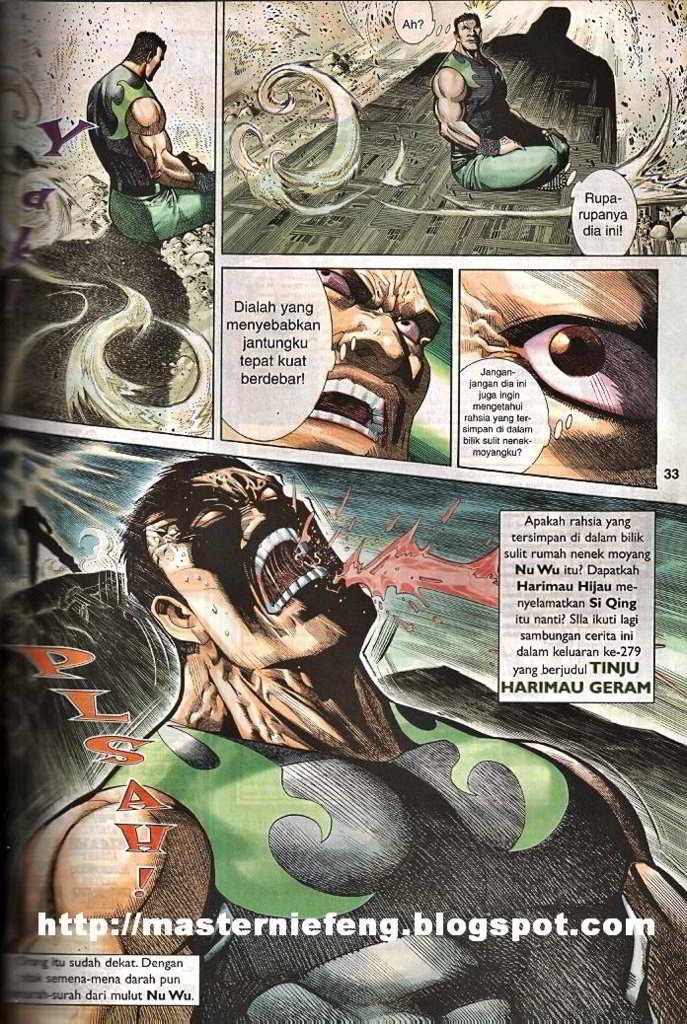 Ah?
Rupa-
rupanya
dia ini!
Dialah yang
menyebabkan
jantungku
tepat kuat
berdebar!
Jangan-
jangan dia ini
juga ingin
mengetahui
rahsia yang ter-
simpan di dalam
bilik sulit nenek-
moyangku?
33
Apakah rahsia yang
tersimpan di dalam bilik
sulit rumah nenek moyang
Nu Wu itu? Dapatkah
Harimau Hijau me-
nyelamatkan Si Qing
itu nanti? SIla ikuti lagi
sambungan cerita ini
dalam keluaran ke-279
yang berjudul TINJU
HARIMAU GERAM
PLSAH!
http://masterniefeng.blogspot.com
itu sudah dekat. Dengan
semena-mena darah pun
dari mulut Nu Wu.